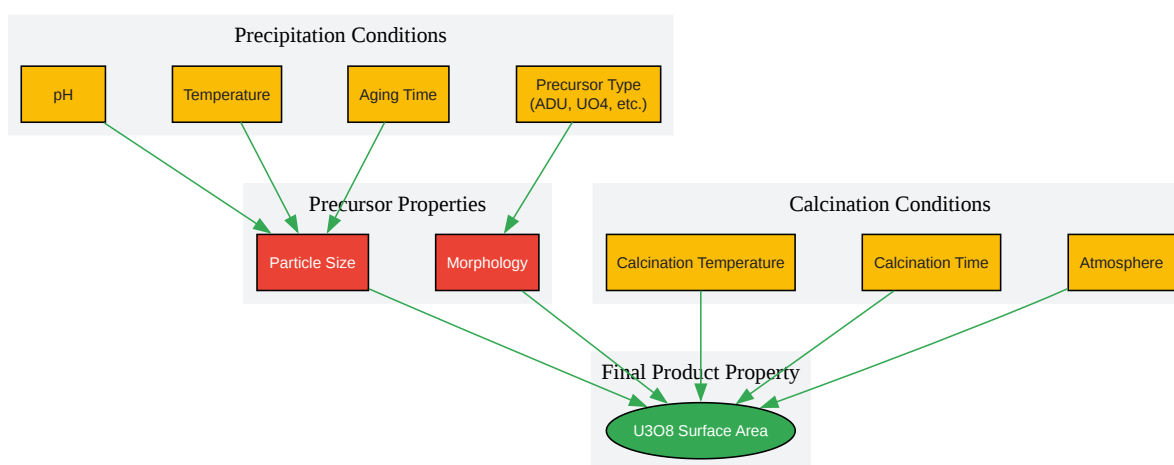 Precipitation Conditions
pH
Temperature
Aging Time
Precursor Type
(ADU, UO4, etc.)
Precursor Properties
Particle Size
Morphology
Calcination Conditions
Calcination Temperature
Calcination Time
Atmosphere
Final Product Property
U3O8 Surface Area